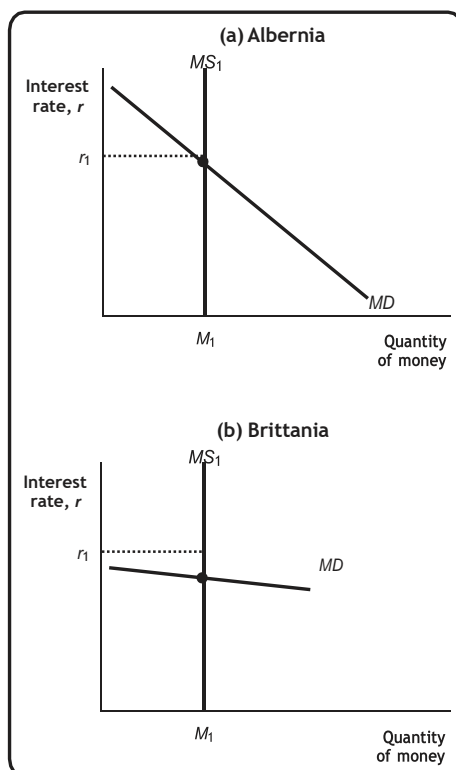 (a) Albernia
MS1
Interest
rate, r
r1
MD
M1
Quantity
of money
(b) Brittania
MS1
Interest
rate, r
r1
MD
M1
Quantity
of money